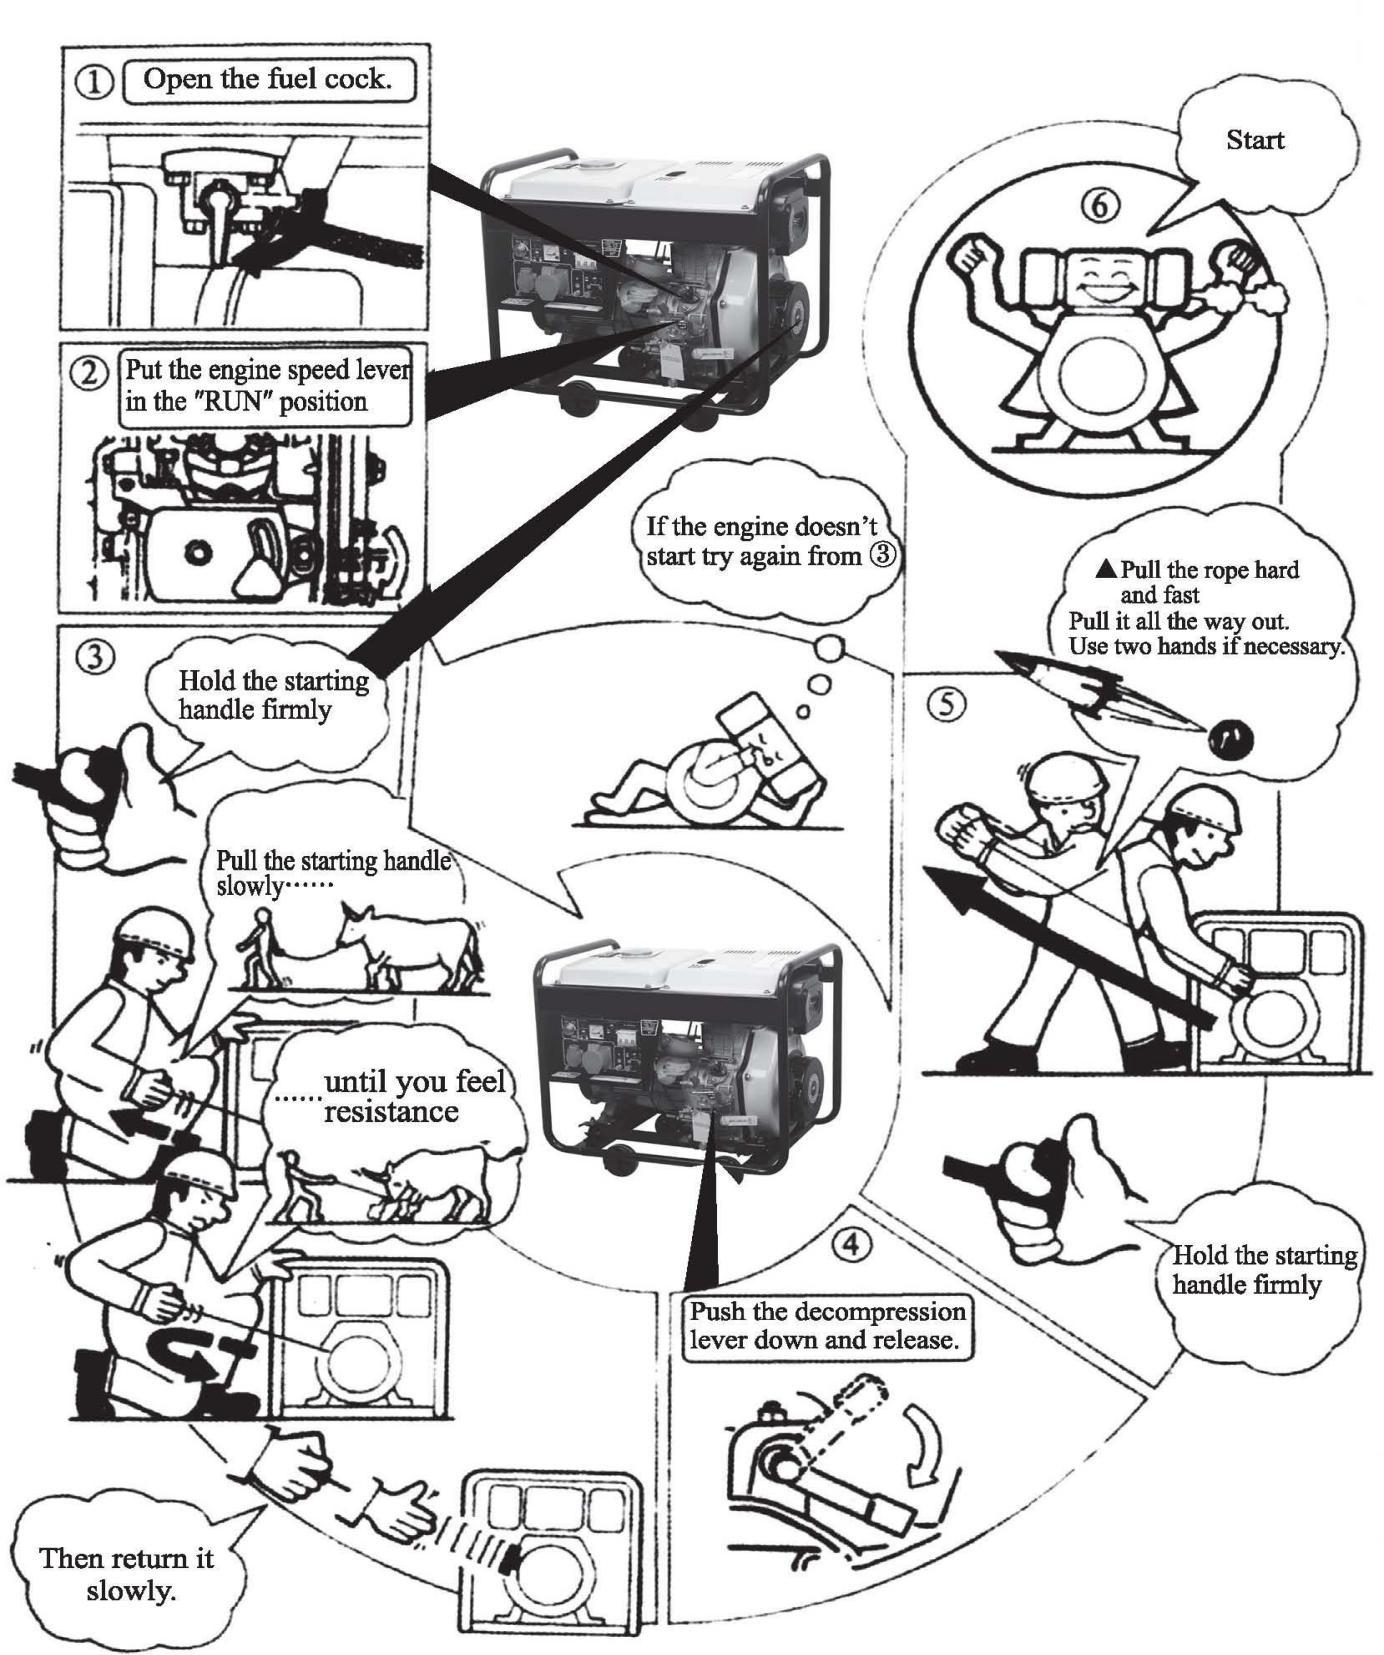 ① Open the fuel cock.
② Put the engine speed lever
in the "RUN" position
③ Hold the starting
handle firmly
Pull the starting handle
slowly······
······until you feel
resistance
Then return it
slowly.
④ Push the decompression
lever down and release.
⑤ Hold the starting
handle firmly
▲Pull the rope hard
and fast
Pull it all the way out.
Use two hands if necessary.
⑥ Start
If the engine doesn't
start try again from ③